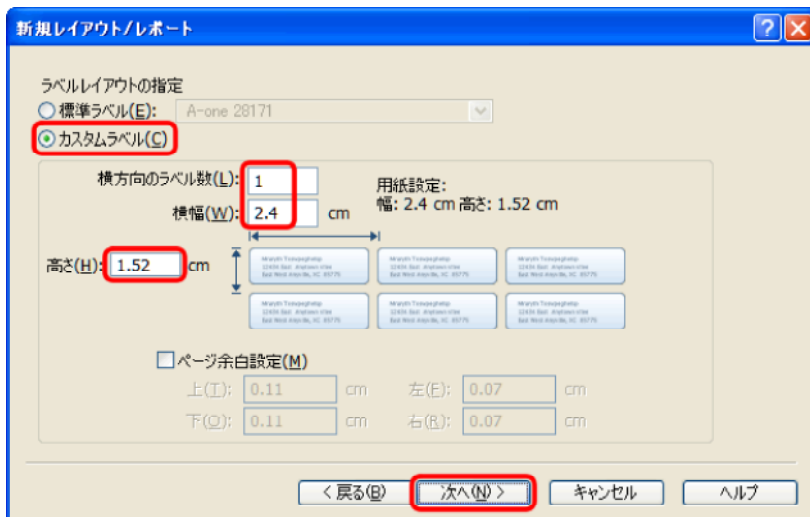 新規レイアウト/レポート
ラベルレイアウトの指定
標準ラベル(E): A-one 28171
カスタムラベル(C)
横方向のラベル数(L): 1
用紙設定:
横幅(W): 2.4 cm
幅: 2.4 cm 高さ: 1.52 cm
高さ(H): 1.52 cm
ページ余白設定(M)
上(T): 0.11 cm 左(F): 0.07 cm
下(O): 0.11 cm 右(R): 0.07 cm
< 戻る(B) 次へ(N) > キャンセル ヘルプ